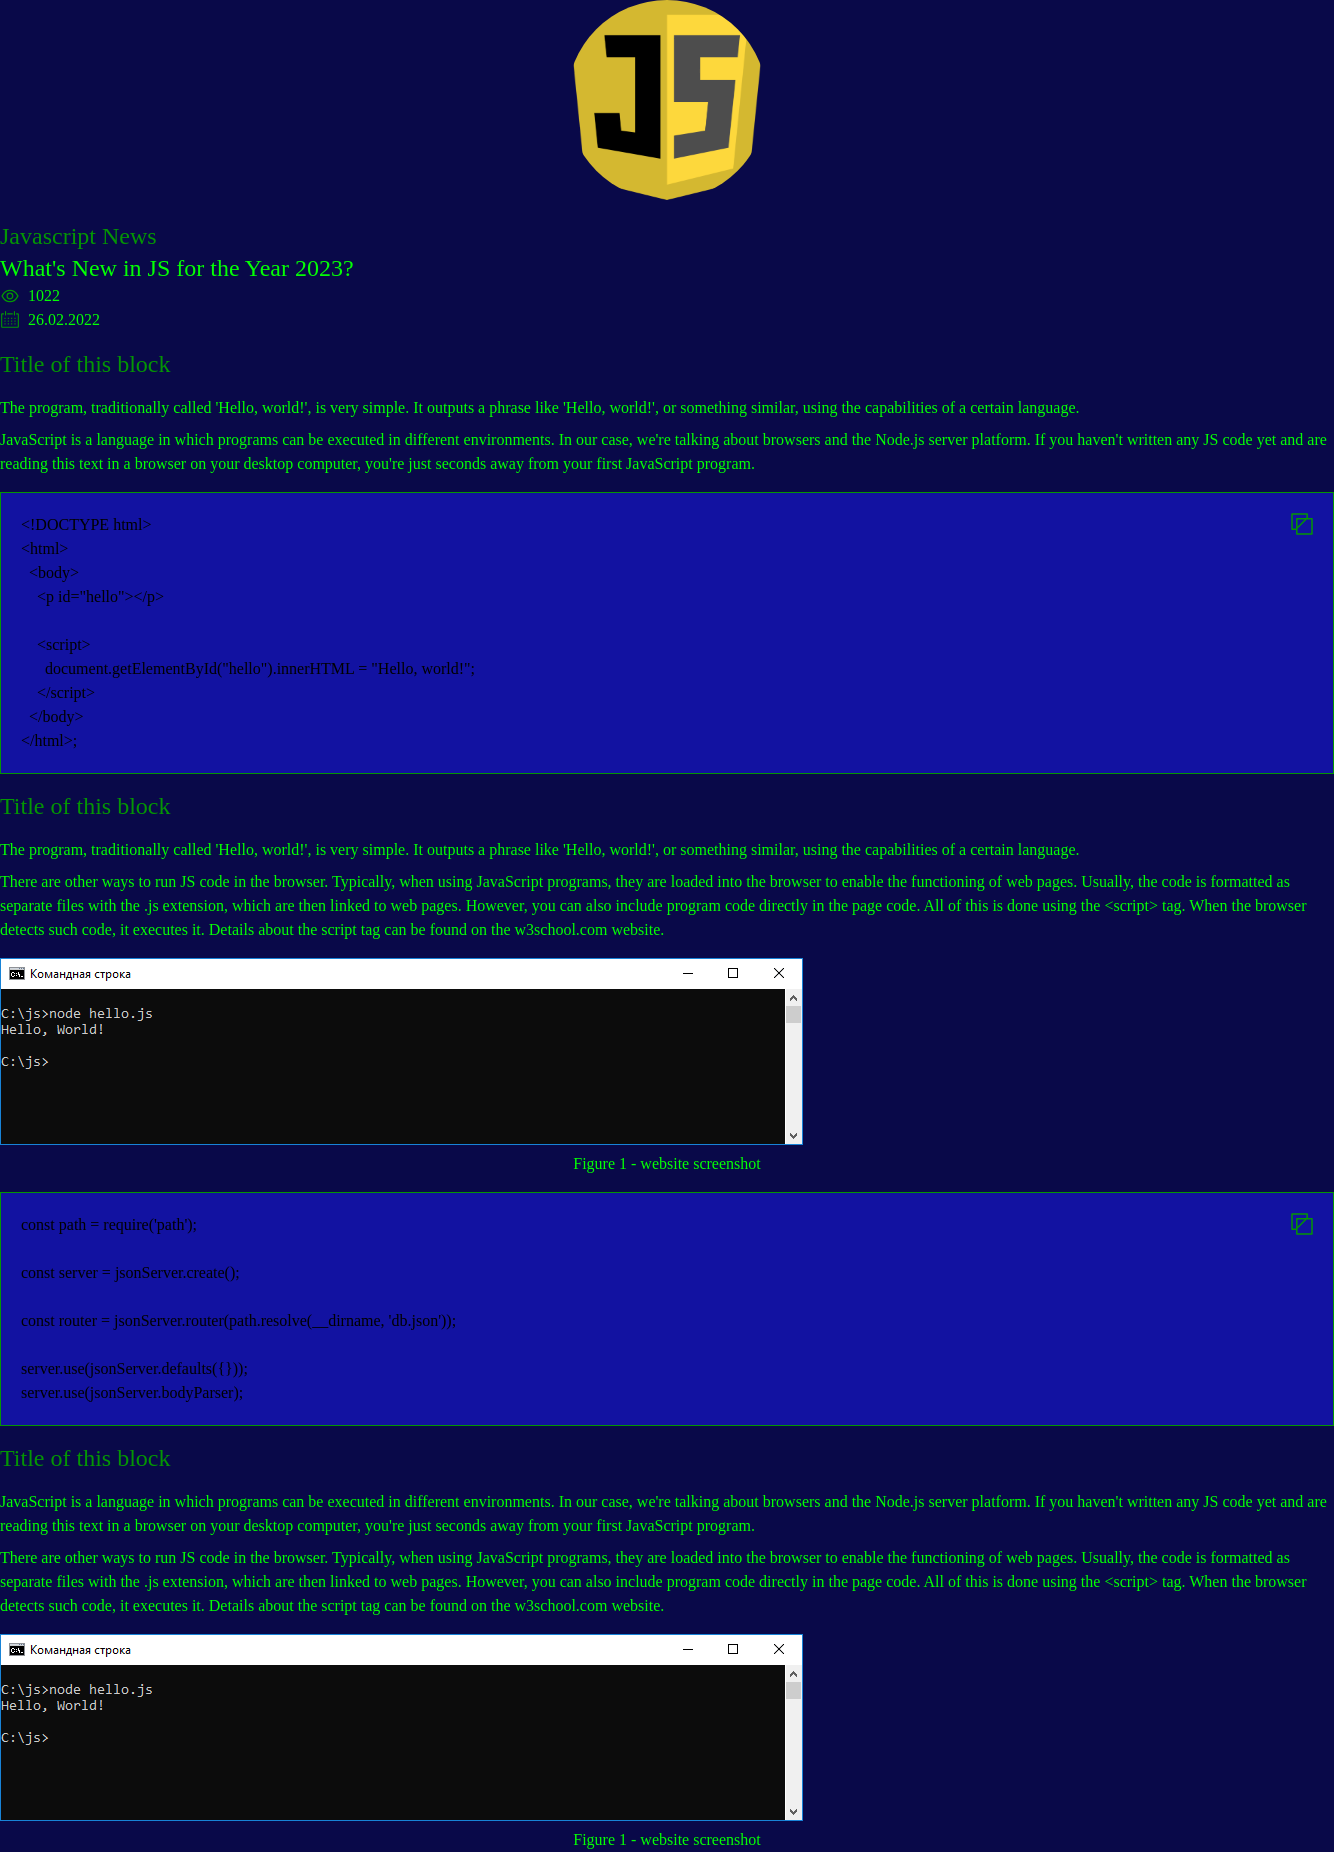 JS
Javascript News
What's New in JS for the Year 2023?
1022
26.02.2022
Title of this block
The program, traditionally called 'Hello, world!', is very simple. It outputs a phrase like 'Hello, world!', or something similar, using the capabilities of a certain language.
JavaScript is a language in which programs can be executed in different environments. In our case, we're talking about browsers and the Node.js server platform. If you haven't written any JS code yet and are
reading this text in a browser on your desktop computer, you're just seconds away from your first JavaScript program.
<!DOCTYPE html>
<html>
  <body>
    <p id="hello"></p>
    <script>
      document.getElementById("hello").innerHTML = "Hello, world!";
    </script>
  </body>
</html>;
Title of this block
The program, traditionally called 'Hello, world!', is very simple. It outputs a phrase like 'Hello, world!', or something similar, using the capabilities of a certain language.
There are other ways to run JS code in the browser. Typically, when using JavaScript programs, they are loaded into the browser to enable the functioning of web pages. Usually, the code is formatted as
separate files with the .js extension, which are then linked to web pages. However, you can also include program code directly in the page code. All of this is done using the <script> tag. When the browser
detects such code, it executes it. Details about the script tag can be found on the w3school.com website.
C:\. Командная строка
C:\js>node hello.js
Hello, World!
C:\js>
Figure 1 - website screenshot
const path = require('path');
const server = jsonServer.create();
const router = jsonServer.router(path.resolve(__dirname, 'db.json'));
server.use(jsonServer.defaults({}));
server.use(jsonServer.bodyParser);
Title of this block
JavaScript is a language in which programs can be executed in different environments. In our case, we're talking about browsers and the Node.js server platform. If you haven't written any JS code yet and are
reading this text in a browser on your desktop computer, you're just seconds away from your first JavaScript program.
There are other ways to run JS code in the browser. Typically, when using JavaScript programs, they are loaded into the browser to enable the functioning of web pages. Usually, the code is formatted as
separate files with the .js extension, which are then linked to web pages. However, you can also include program code directly in the page code. All of this is done using the <script> tag. When the browser
detects such code, it executes it. Details about the script tag can be found on the w3school.com website.
C:\. Командная строка
C:\js>node hello.js
Hello, World!
C:\js>
Figure 1 - website screenshot